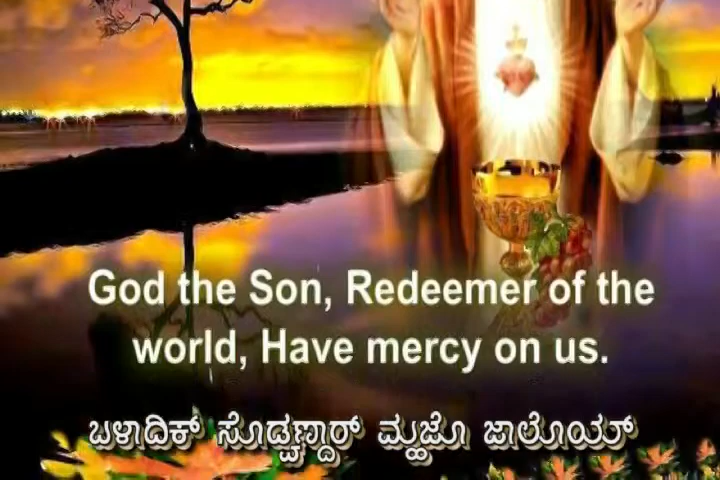 God the Son, Redeemer of the
world, Have mercy on us.
ಬಳಾದಿಕ್ ಸೊಡ್ವಣ್ದಾರ್ ಮ್ಹಜೊ ಜಾಲೊಯ್